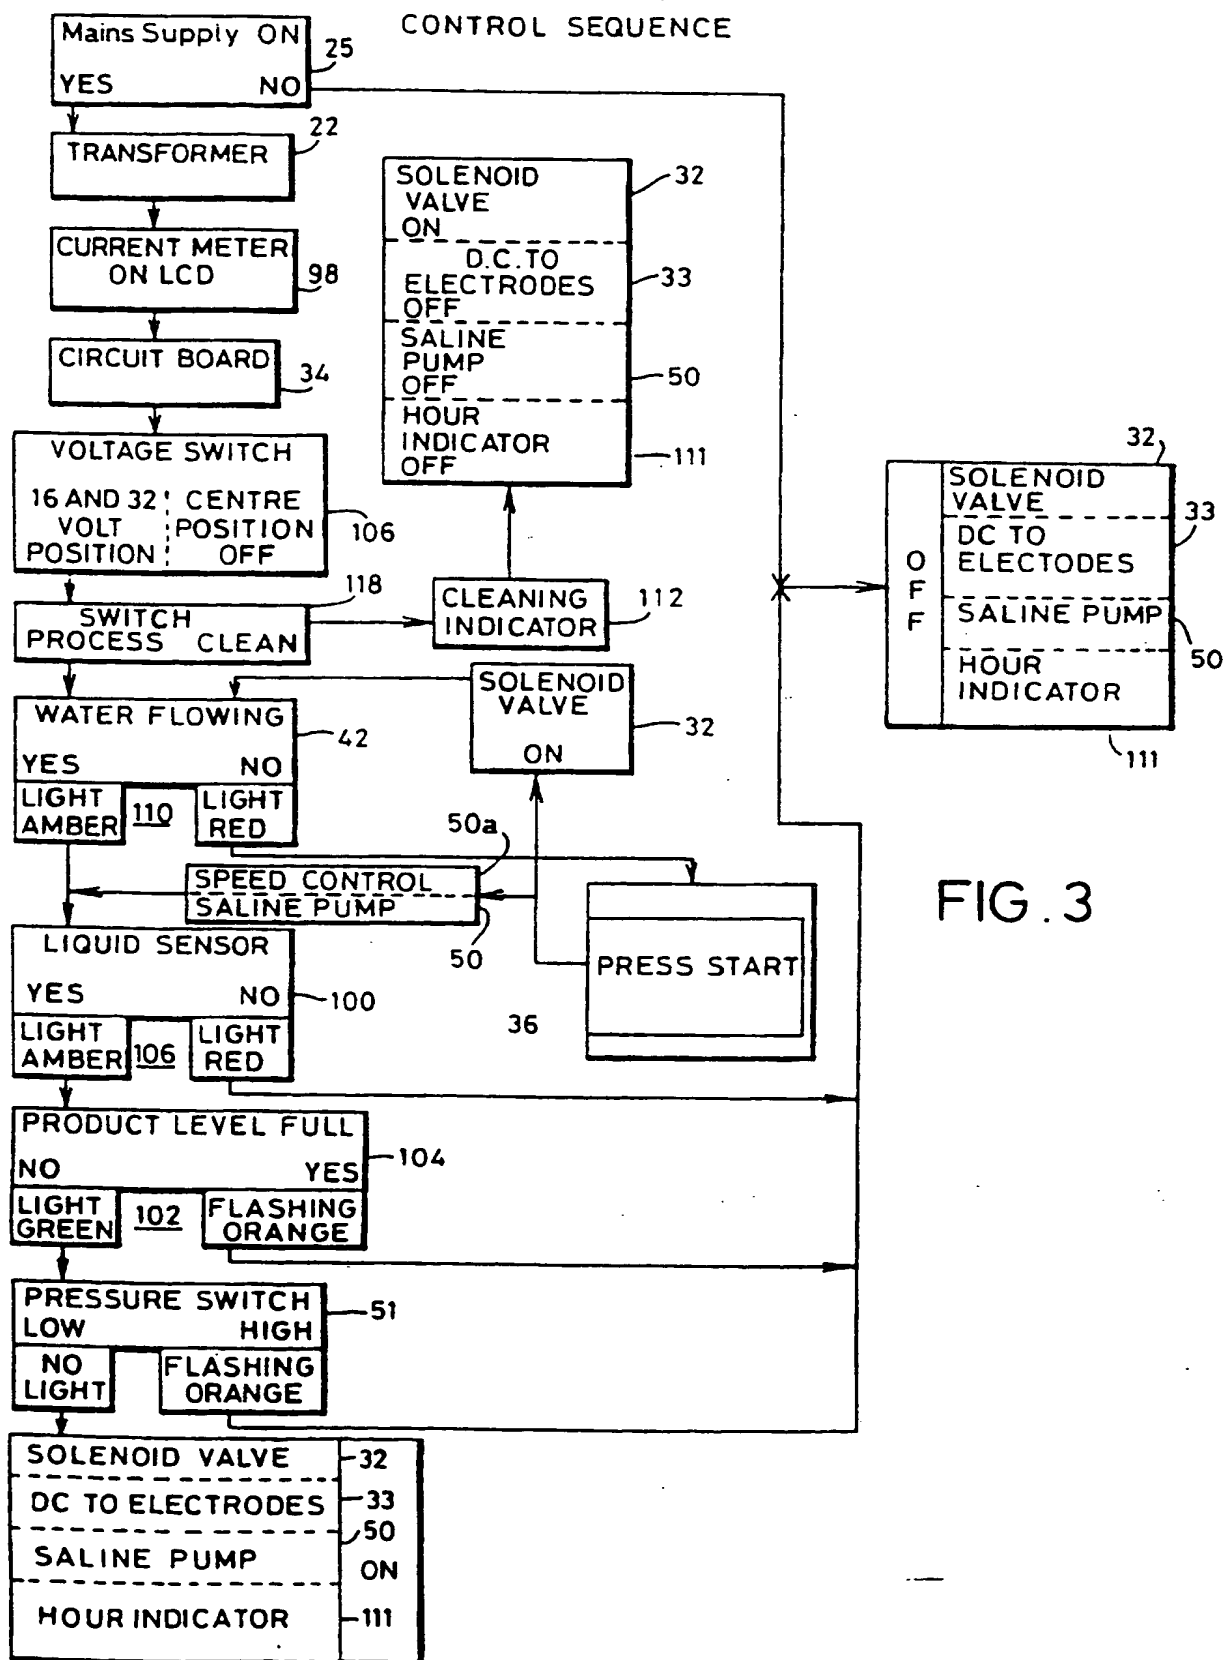 CONTROL SEQUENCE
Mains Supply ON
YES NO
25
TRANSFORMER
22
CURRENT METER
ON LCD
98
CIRCUIT BOARD
34
VOLTAGE SWITCH
16 AND 32
VOLT
POSITION
CENTRE
POSITION
OFF
106
SWITCH
PROCESS CLEAN
118
CLEANING
INDICATOR
112
SOLENOID
VALVE
ON
32
D.C. TO
ELECTRODES
OFF
33
SALINE
PUMP
OFF
50
HOUR
INDICATOR
OFF
111
OFF
SOLENOID
VALVE
32
DC TO
ELECTODES
33
SALINE PUMP
50
HOUR
INDICATOR
111
WATER FLOWING
YES NO
42
LIGHT
AMBER
110
LIGHT
RED
SOLENOID
VALVE
ON
32
SPEED CONTROL
50a
SALINE PUMP
50
PRESS START
36
LIQUID SENSOR
YES NO
100
LIGHT
AMBER
106
LIGHT
RED
PRODUCT LEVEL FULL
NO YES
104
LIGHT
GREEN
102
FLASHING
ORANGE
PRESSURE SWITCH
LOW HIGH
51
NO
LIGHT
FLASHING
ORANGE
SOLENOID VALVE
32
DC TO ELECTRODES
33
SALINE PUMP
50
ON
HOUR INDICATOR
111
FIG. 3